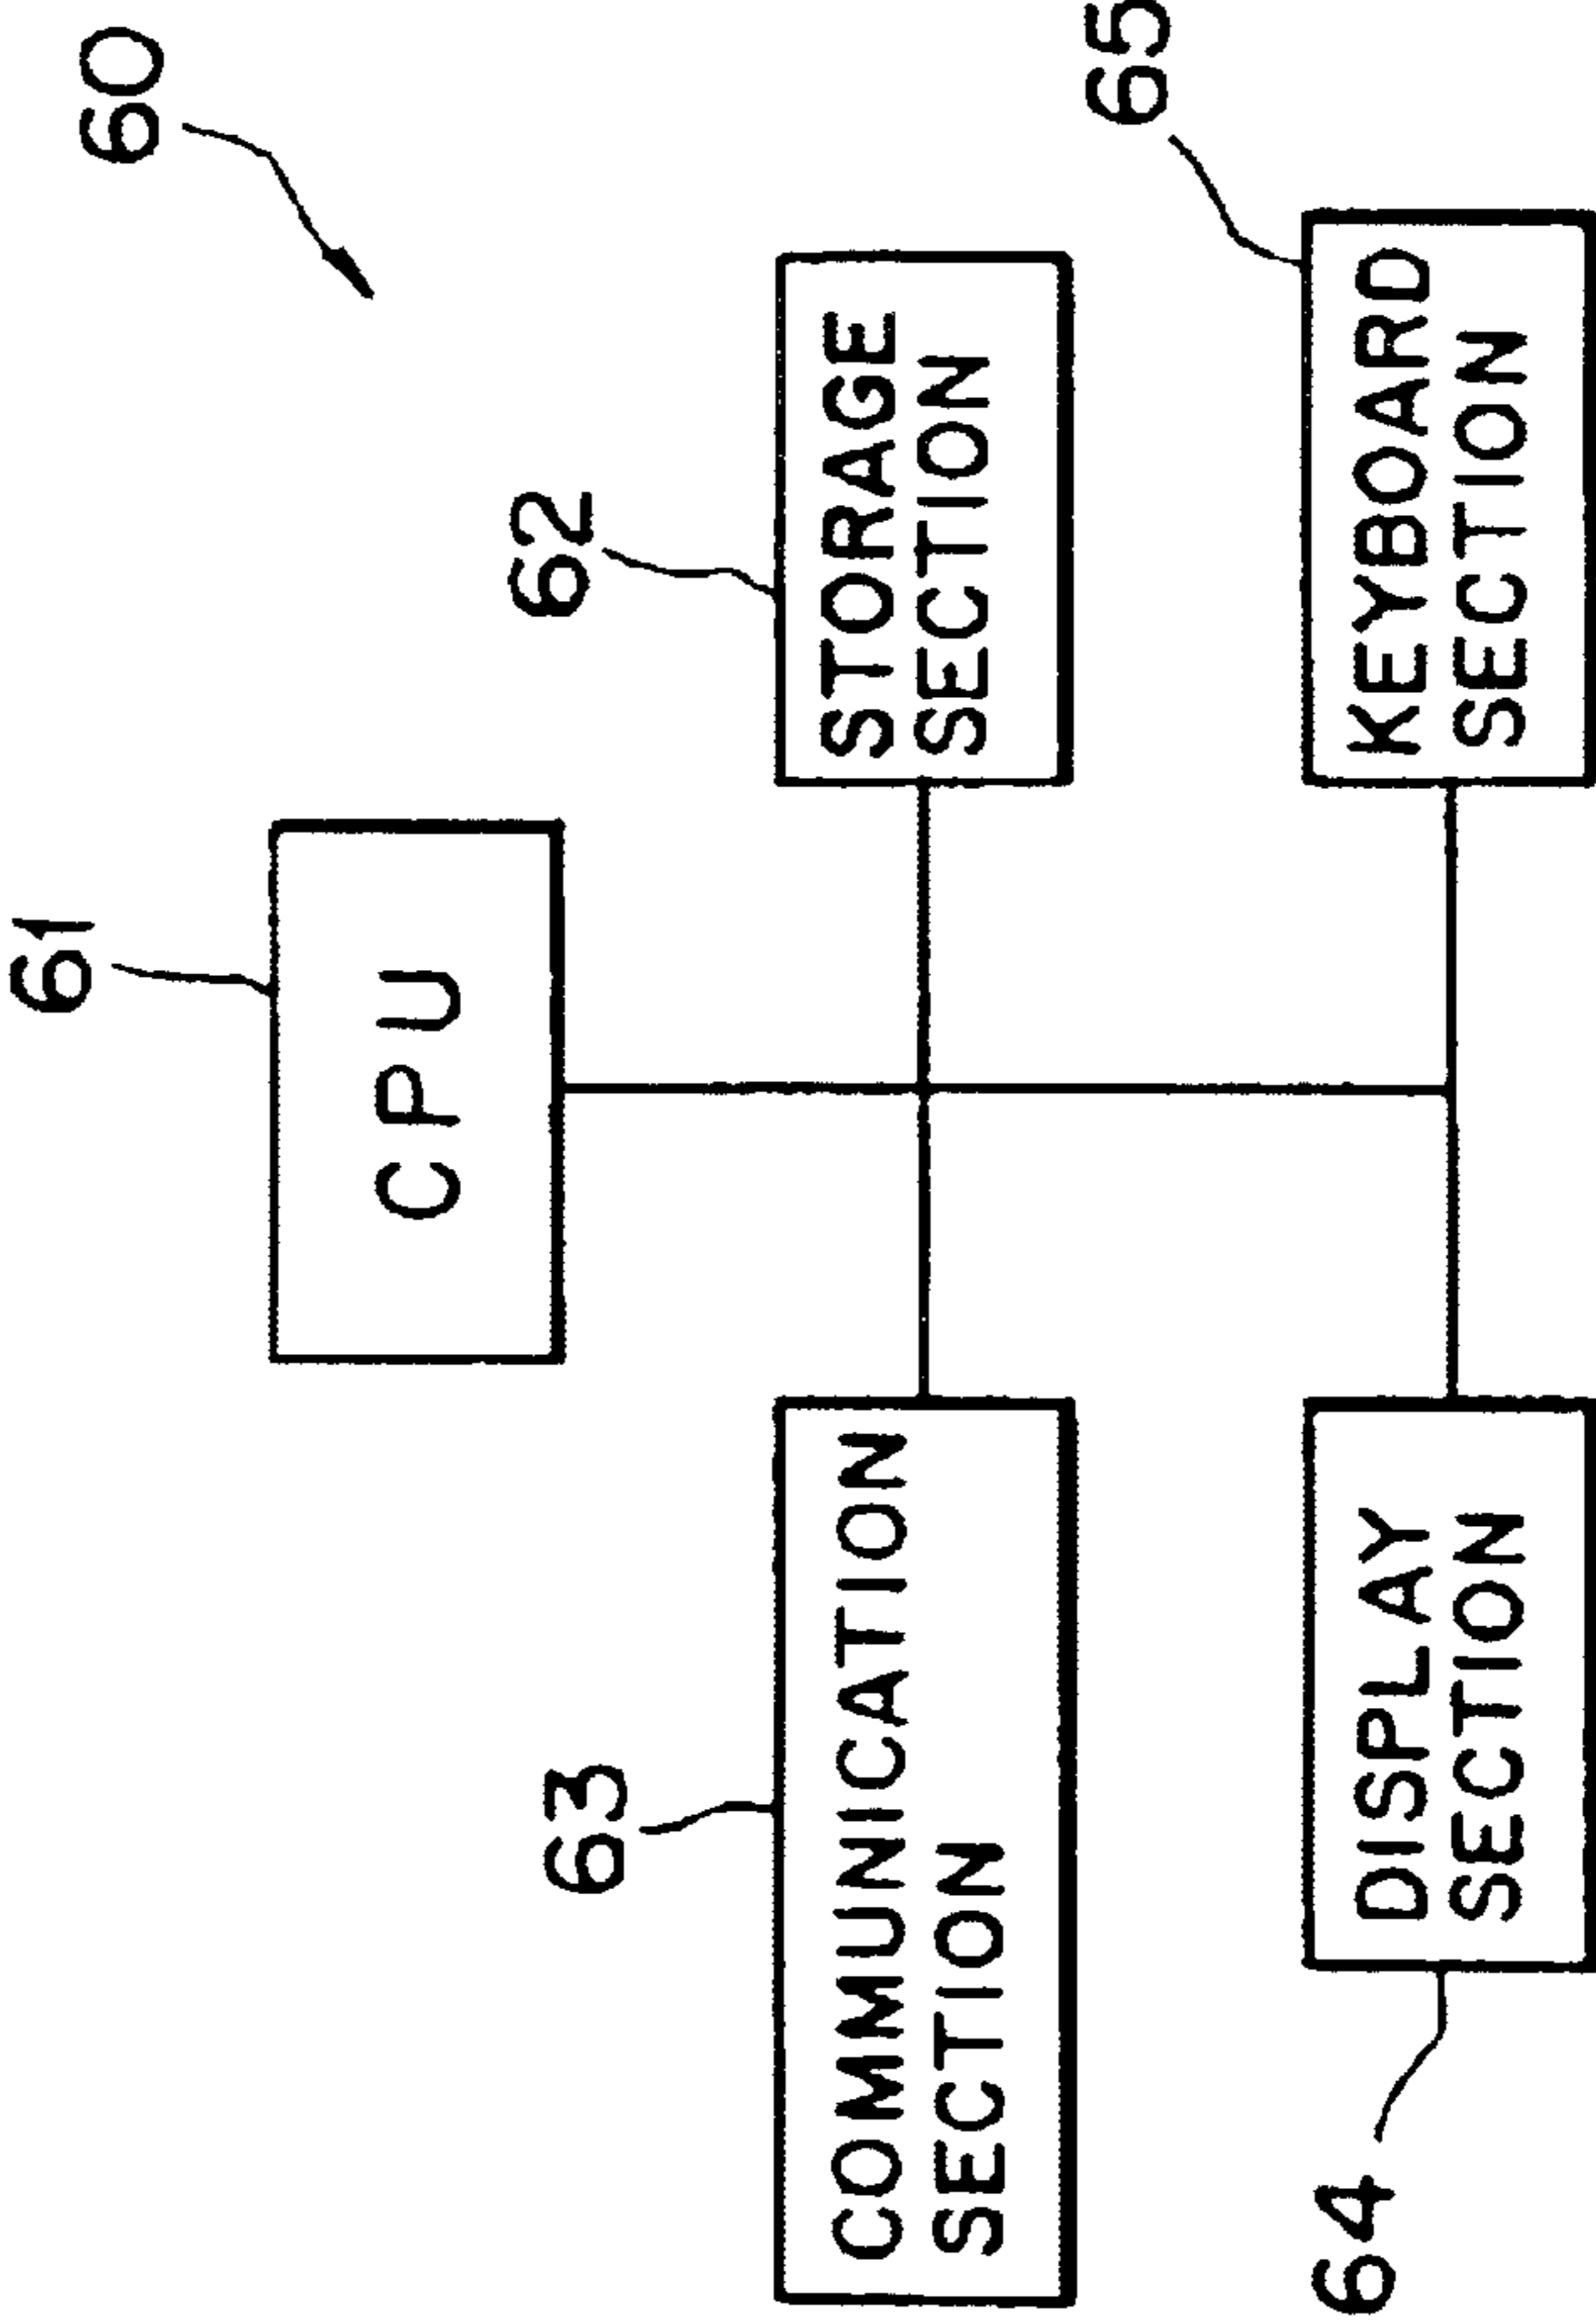 60
61
CPU
62
STORAGE
SECTION
63
COMMUNICATION
SECTION
65
KEYBOARD
SECTION
64
DISPLAY
SECTION